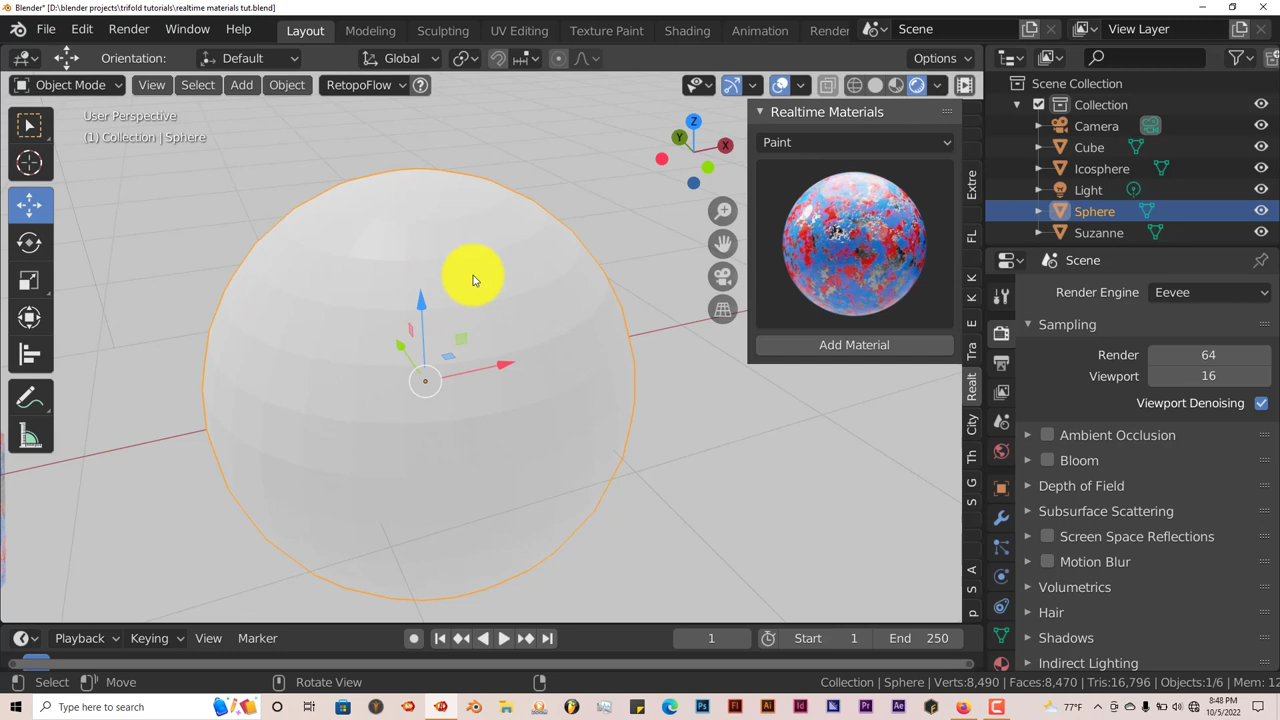 Blender* [D:\blender projects\trifold tutorials\realtime materials tut.blend]
File Edit Render Window Help Layout Modeling Sculpting UV Editing Texture Paint Shading Animation Render Scene View Layer
Orientation: Default Global Options
Object Mode View Select Add Object RetopoFlow
User Perspective
(1) Collection | Sphere
Z
Y
X
Realtime Materials
Paint
Add Material
Extre
FL
K
K
E
Tra
Realt
City
Th
G
S
A
S
p
Scene Collection
Collection
Camera
Cube
Icosphere
Light
Sphere
Suzanne
Scene
Render Engine Eevee
Sampling
Render 64
Viewport 16
Viewport Denoising
Ambient Occlusion
Bloom
Depth of Field
Subsurface Scattering
Screen Space Reflections
Motion Blur
Volumetrics
Hair
Shadows
Indirect Lighting
Playback Keying View Marker 1 Start 1 End 250
Select Move Rotate View Collection | Sphere | Verts:8,490 | Faces:8,470 | Tris:16,796 | Objects:1/6 | Mem: 12
Type here to search
77°F
8:48 PM
10/5/2022